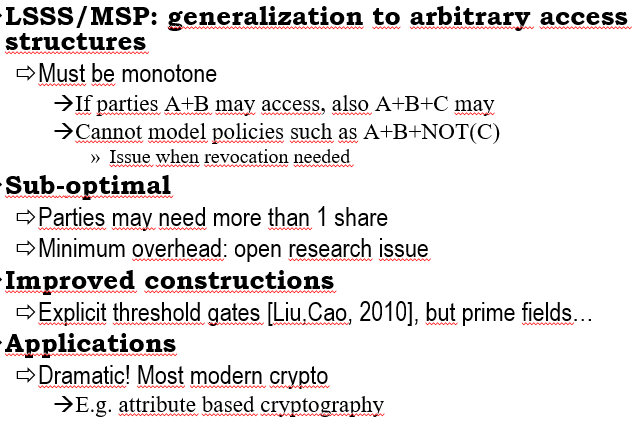 LSSS/MSP: generalization to arbitrary access
structures
⇨Must be monotone
→If parties A+B may access, also A+B+C may
→Cannot model policies such as A+B+NOT(C)
» Issue when revocation needed
Sub-optimal
⇨Parties may need more than 1 share
⇨Minimum overhead: open research issue
Improved constructions
⇨Explicit threshold gates [Liu,Cao, 2010], but prime fields…
Applications
⇨Dramatic! Most modern crypto
→E.g. attribute based cryptography